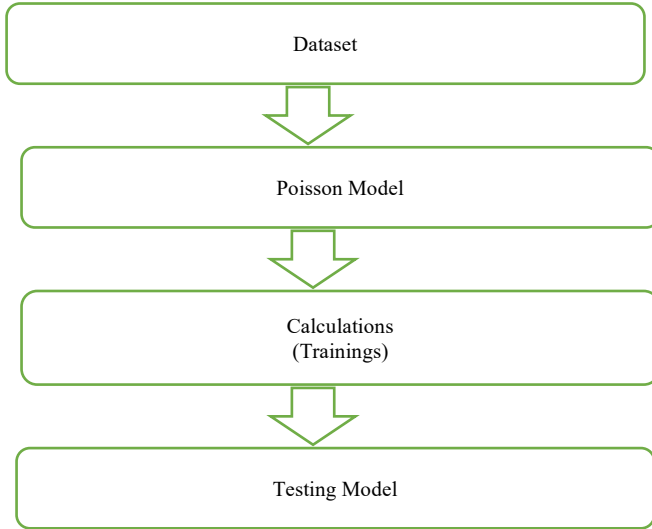 Dataset
Poisson Model
Calculations
(Trainings)
Testing Model